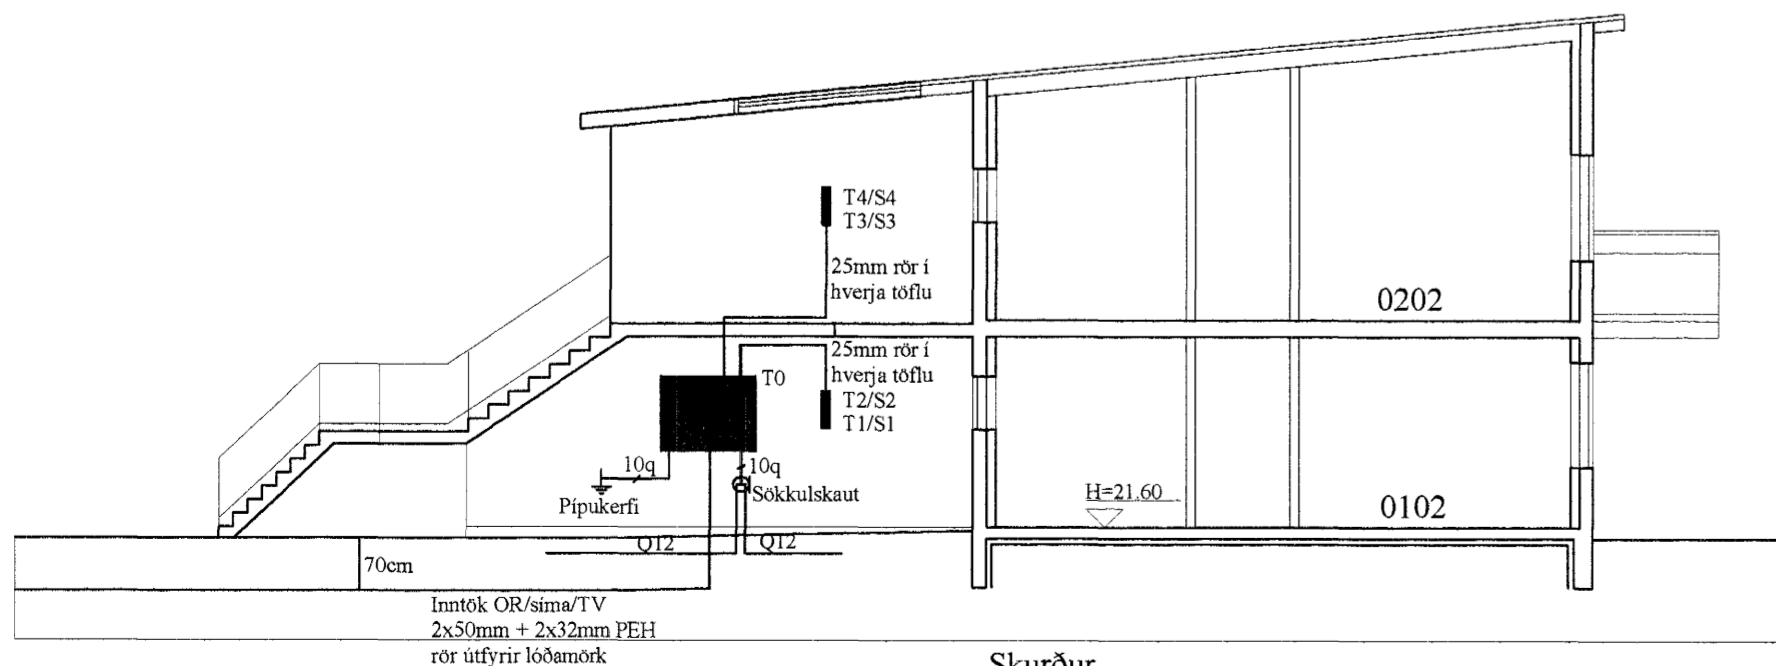 T4/S4
T3/S3
25mm rör í
hverja töflu
0202
25mm rör í
hverja töflu
T0
T2/S2
T1/S1
10q
10q
Sökkulskaut
Pípukerfi
H=21.60
0102
Q12
Q12
70cm
Inntök OR/síma/TV
2x50mm + 2x32mm PEH
rör útfyrir lóðamörk
Skurður